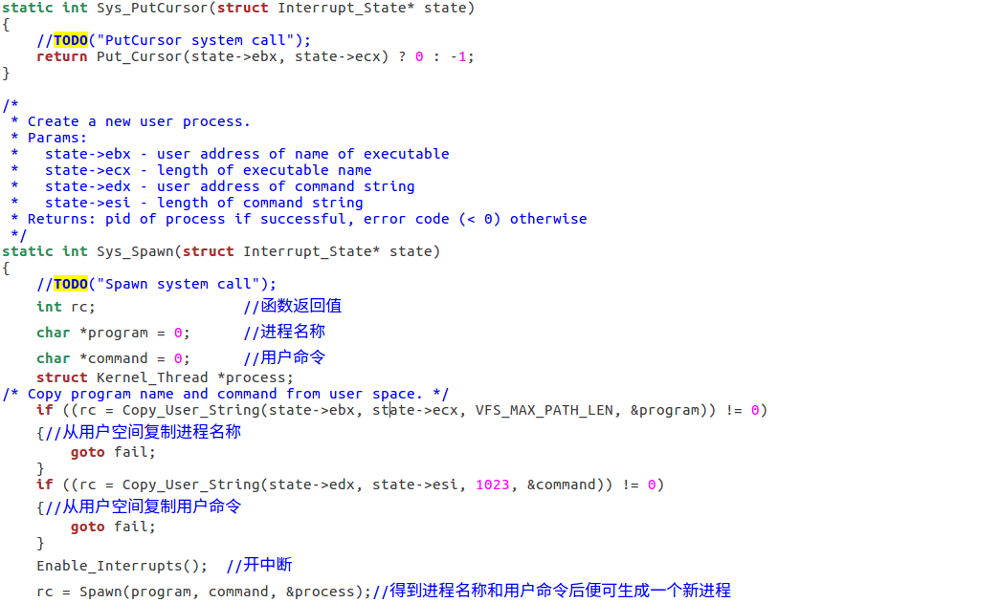 static int Sys_PutCursor(struct Interrupt_State* state)
{
    //TODO("PutCursor system call");
    return Put_Cursor(state->ebx, state->ecx) ? 0 : -1;
}

/*
 * Create a new user process.
 * Params:
 *   state->ebx - user address of name of executable
 *   state->ecx - length of executable name
 *   state->edx - user address of command string
 *   state->esi - length of command string
 * Returns: pid of process if successful, error code (< 0) otherwise
 */
static int Sys_Spawn(struct Interrupt_State* state)
{
    //TODO("Spawn system call");
    int rc;                 //函数返回值
    char *program = 0;      //进程名称
    char *command = 0;      //用户命令
    struct Kernel_Thread *process;
/* Copy program name and command from user space. */
    if ((rc = Copy_User_String(state->ebx, state->ecx, VFS_MAX_PATH_LEN, &program)) != 0)
    {//从用户空间复制进程名称
        goto fail;
    }
    if ((rc = Copy_User_String(state->edx, state->esi, 1023, &command)) != 0)
    {//从用户空间复制用户命令
        goto fail;
    }
    Enable_Interrupts();  //开中断
    rc = Spawn(program, command, &process);//得到进程名称和用户命令后便可生成一个新进程